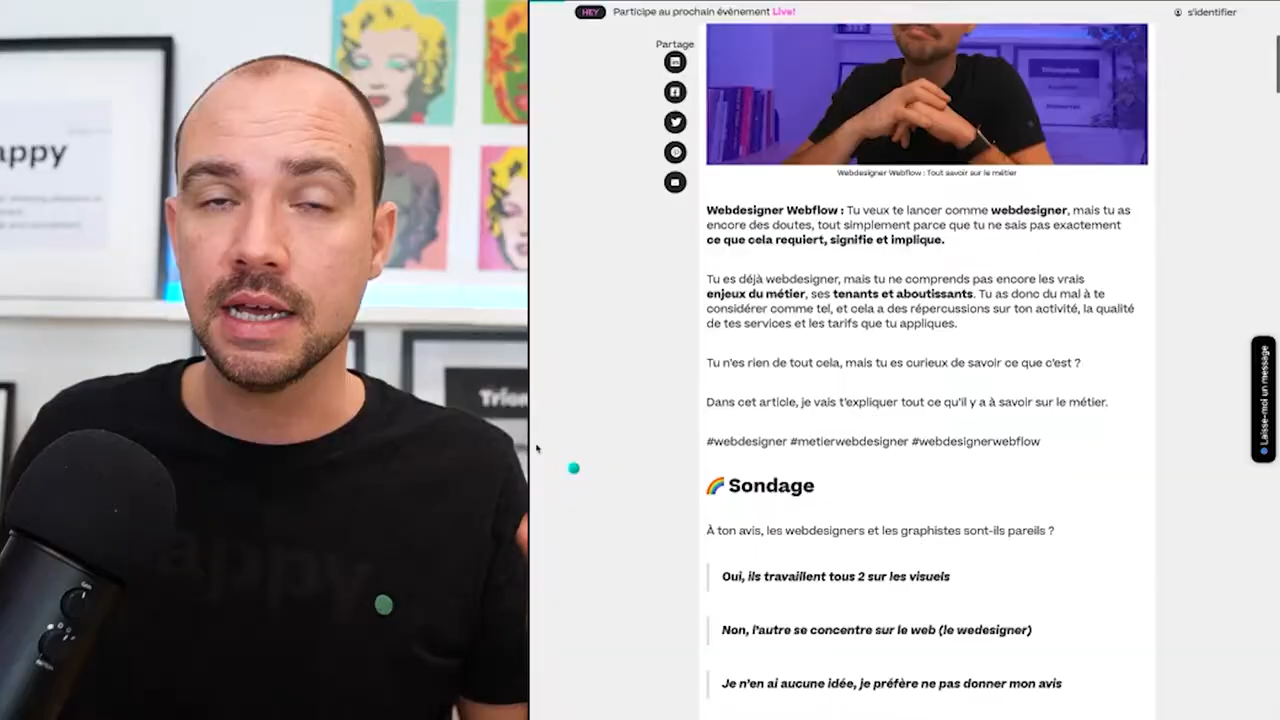 appy
Triom
appy
HEY Participe au prochain évènement Live!
s'identifier
Partage
Webdesigner Webflow : Tout savoir sur le métier
Webdesigner Webflow : Tu veux te lancer comme webdesigner, mais tu as
encore des doutes, tout simplement parce que tu ne sais pas exactement
ce que cela requiert, signifie et implique.
Tu es déjà webdesigner, mais tu ne comprends pas encore les vrais
enjeux du métier, ses tenants et aboutissants. Tu as donc du mal à te
considérer comme tel, et cela a des répercussions sur ton activité, la qualité
de tes services et les tarifs que tu appliques.
Tu n'es rien de tout cela, mais tu es curieux de savoir ce que c'est ?
Dans cet article, je vais t'expliquer tout ce qu'il y a à savoir sur le métier.
#webdesigner #metierwebdesigner #webdesignerwebflow
🌈 Sondage
À ton avis, les webdesigners et les graphistes sont-ils pareils ?
Oui, ils travaillent tous 2 sur les visuels
Non, l'autre se concentre sur le web (le wedesigner)
Je n'en ai aucune idée, je préfère ne pas donner mon avis
Laisse-moi un message